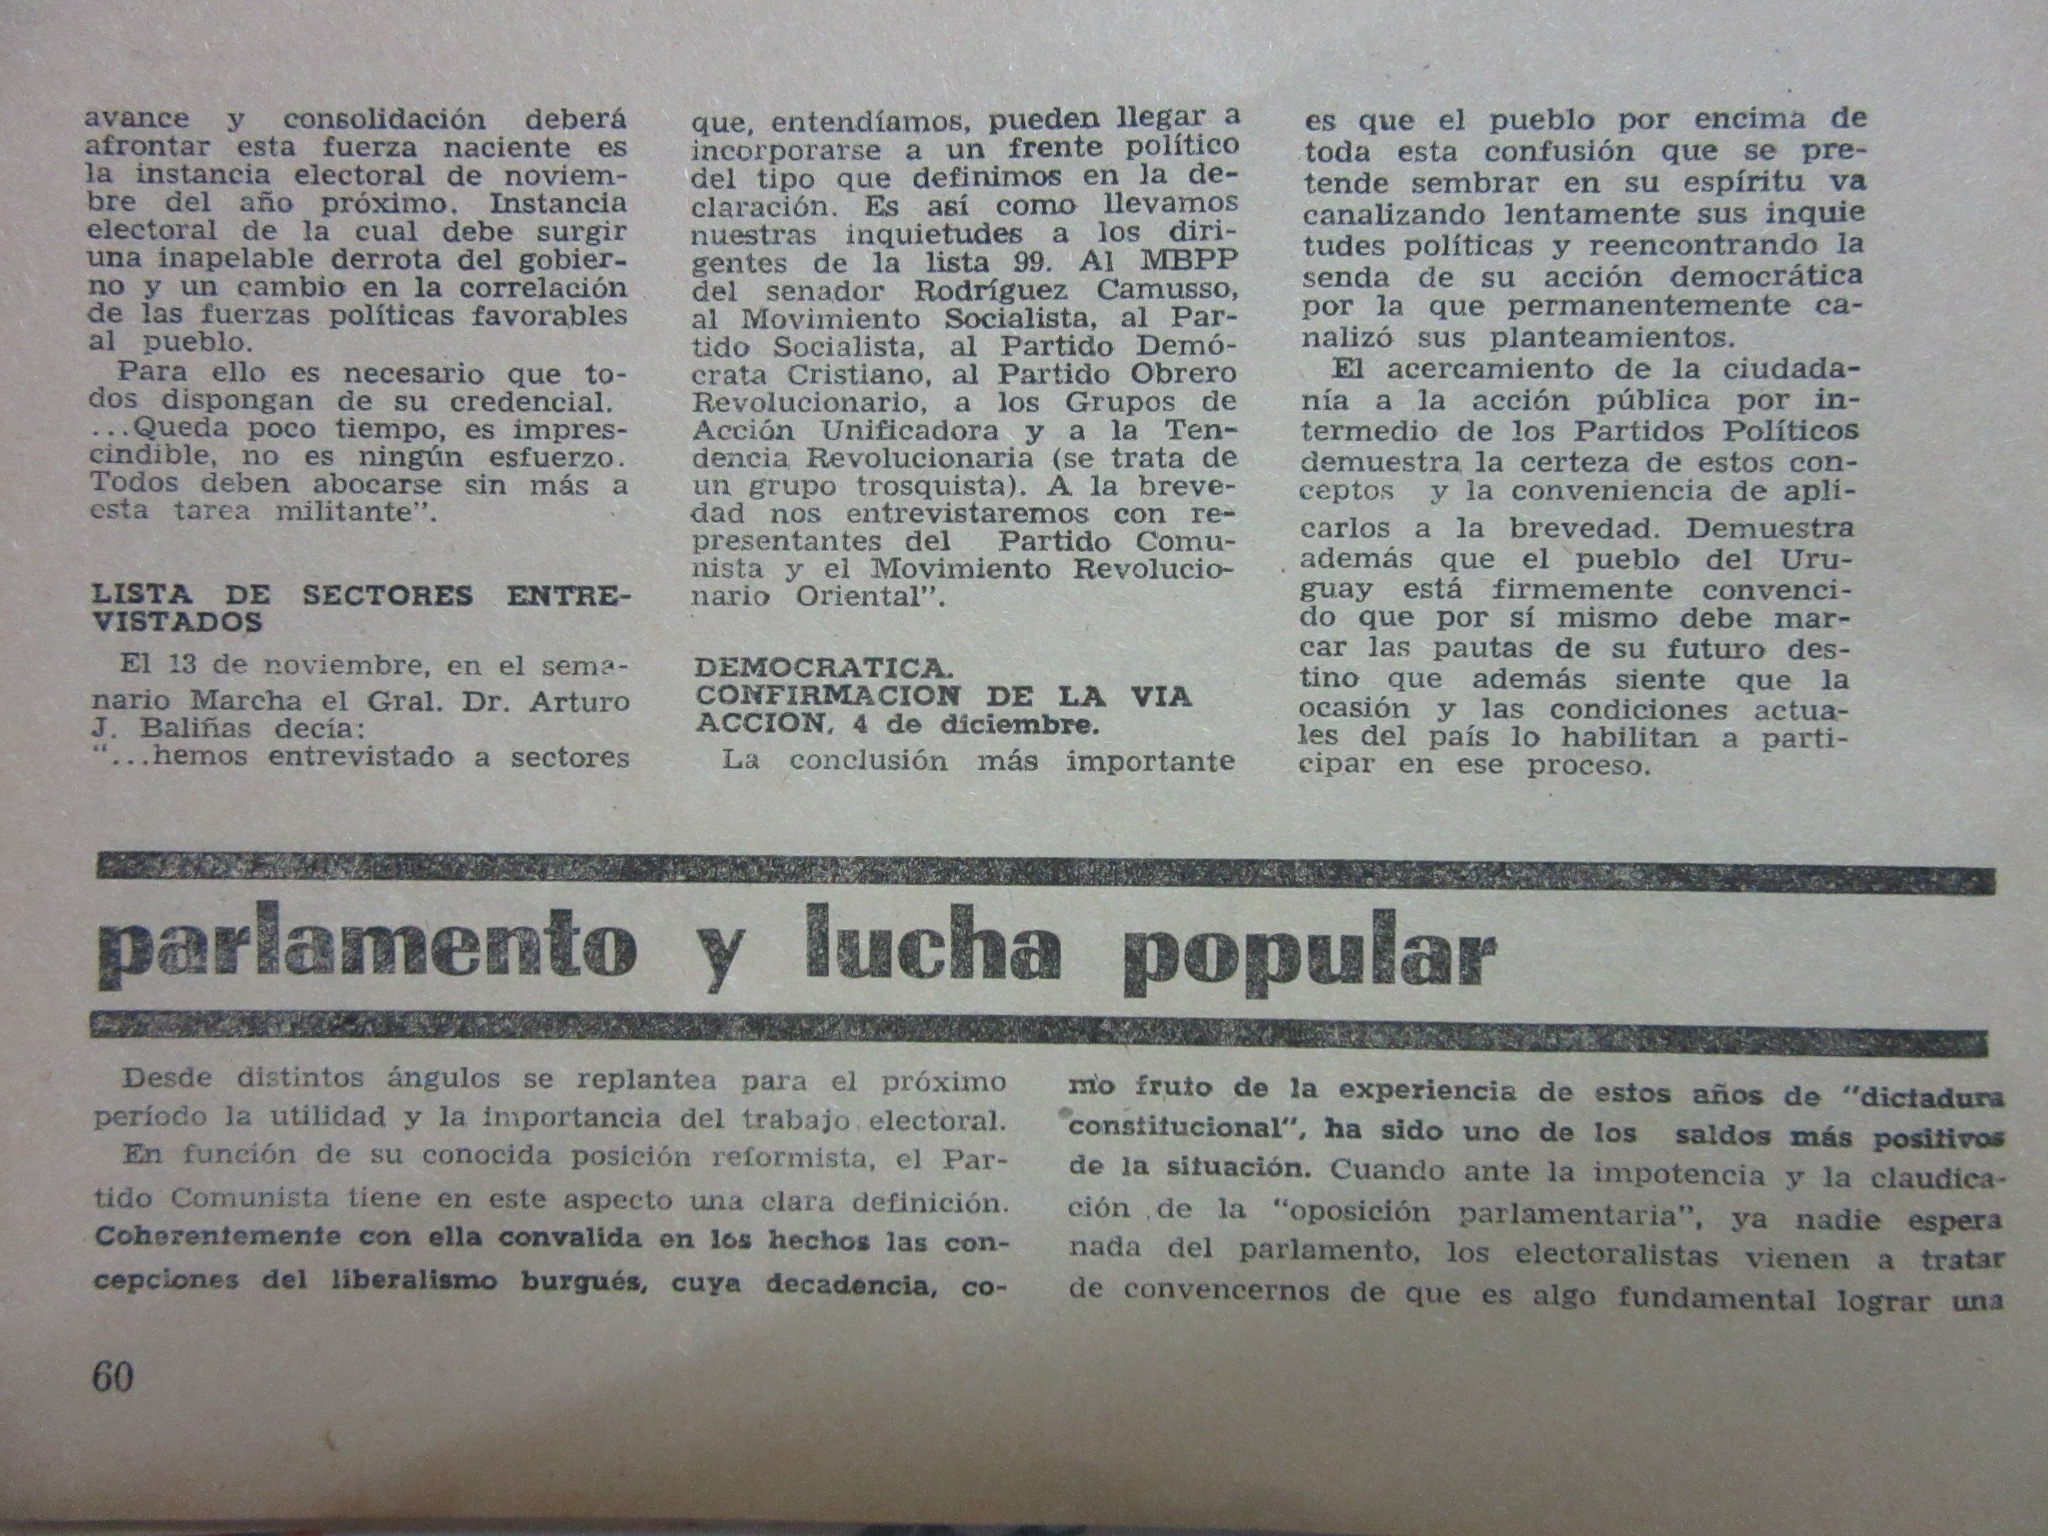 avance y consolidación deberá
afrontar esta fuerza naciente es
la instancia electoral de noviem-
bre del año próximo. Instancia
electoral de la cual debe surgir
una inapelable derrota del gobier-
no y un cambio en la correlación
de las fuerzas políticas favorables
al pueblo.
Para ello es necesario que to-
dos dispongan de su credencial.
...Queda poco tiempo, es impres-
cindible, no es ningún esfuerzo.
Todos deben abocarse sin más a
esta tarea militante".
LISTA DE SECTORES ENTRE-
VISTADOS
El 13 de noviembre, en el sema-
nario Marcha el Gral. Dr. Arturo
J. Baliñas decía:
"...hemos entrevistado a sectores
que, entendíamos, pueden llegar a
incorporarse a un frente político
del tipo que definimos en la de-
claración. Es así como llevamos
nuestras inquietudes a los diri-
gentes de la lista 99. Al MBPP
del senador Rodríguez Camusso,
al Movimiento Socialista, al Par-
tido Socialista, al Partido Demó-
crata Cristiano, al Partido Obrero
Revolucionario, a los Grupos de
Acción Unificadora y a la Ten-
dencia Revolucionaria (se trata de
un grupo trosquista). A la breve-
dad nos entrevistaremos con re-
presentantes del Partido Comu-
nista y el Movimiento Revolucio-
nario Oriental".
DEMOCRATICA.
CONFIRMACION DE LA VIA
ACCION, 4 de diciembre.
La conclusión más importante
es que el pueblo por encima de
toda esta confusión que se pre-
tende sembrar en su espíritu va
canalizando lentamente sus inquie
tudes políticas y reencontrando la
senda de su acción democrática
por la que permanentemente ca-
nalizó sus planteamientos.
El acercamiento de la ciudada-
nía a la acción pública por in-
termedio de los Partidos Políticos
demuestra la certeza de estos con-
ceptos y la conveniencia de apli-
carlos a la brevedad. Demuestra
además que el pueblo del Uru-
guay está firmemente convenci-
do que por sí mismo debe mar-
car las pautas de su futuro des-
tino que además siente que la
ocasión y las condiciones actua-
les del país lo habilitan a parti-
cipar en ese proceso.
parlamento y lucha popular
Desde distintos ángulos se replantea para el próximo
período la utilidad y la importancia del trabajo electoral.
En función de su conocida posición reformista, el Par-
tido Comunista tiene en este aspecto una clara definición.
Coherentemente con ella convalida en los hechos las con-
cepciones del liberalismo burgués, cuya decadencia, co-
mo fruto de la experiencia de estos años de "dictadura
constitucional", ha sido uno de los saldos más positivos
de la situación. Cuando ante la impotencia y la claudica-
ción de la "oposición parlamentaria", ya nadie espera
nada del parlamento, los electoralistas vienen a tratar
de convencernos de que es algo fundamental lograr una
60